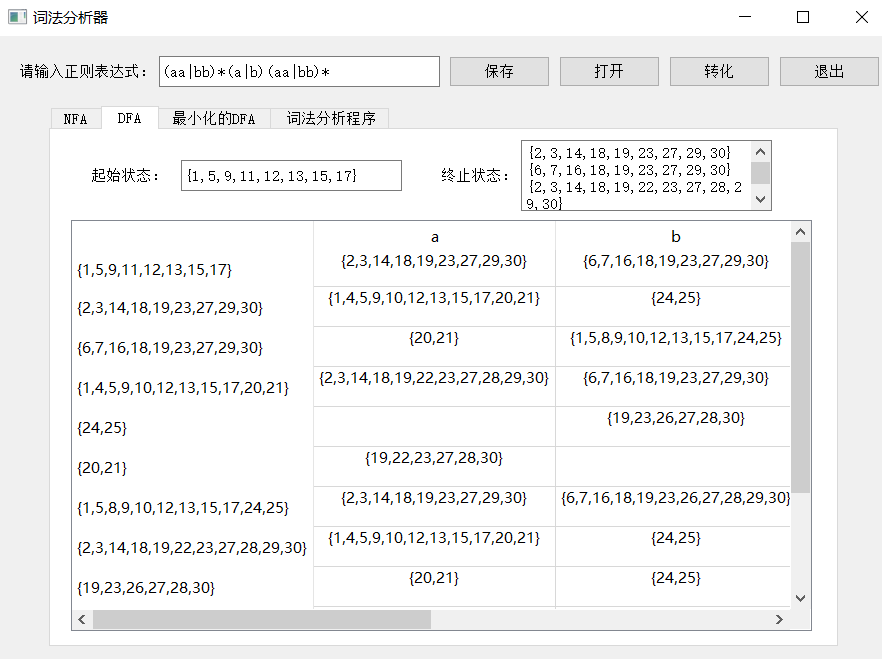 词法分析器
请输入正则表达式： (aa|bb)*(a|b)(aa|bb)* 保存 打开 转化 退出
NFA DFA 最小化的DFA 词法分析程序
起始状态： {1,5,9,11,12,13,15,17} 终止状态：
{2,3,14,18,19,23,27,29,30}
{6,7,16,18,19,23,27,29,30}
{2,3,14,18,19,22,23,27,28,2
9,30}
a b
{1,5,9,11,12,13,15,17} {2,3,14,18,19,23,27,29,30} {6,7,16,18,19,23,27,29,30}
{2,3,14,18,19,23,27,29,30} {1,4,5,9,10,12,13,15,17,20,21} {24,25}
{6,7,16,18,19,23,27,29,30} {20,21} {1,5,8,9,10,12,13,15,17,24,25}
{1,4,5,9,10,12,13,15,17,20,21} {2,3,14,18,19,22,23,27,28,29,30} {6,7,16,18,19,23,27,29,30}
{24,25} {19,23,26,27,28,30}
{20,21} {19,22,23,27,28,30}
{1,5,8,9,10,12,13,15,17,24,25} {2,3,14,18,19,23,27,29,30} {6,7,16,18,19,23,26,27,28,29,30}
{2,3,14,18,19,22,23,27,28,29,30} {1,4,5,9,10,12,13,15,17,20,21} {24,25}
{19,23,26,27,28,30} {20,21} {24,25}